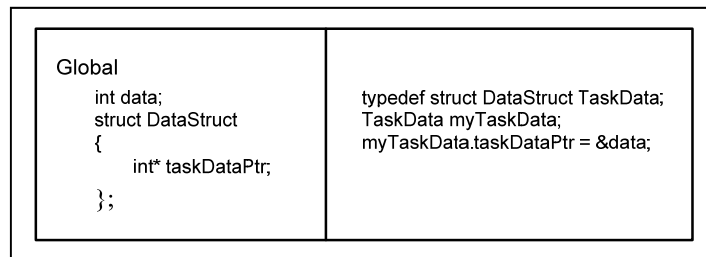 Global
int data;
struct DataStruct
{
int* taskDataPtr;
};
typedef struct DataStruct TaskData;
TaskData myTaskData;
myTaskData.taskDataPtr = &data;